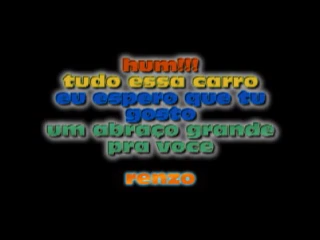 hum!!!
tudo essa carro
eu espero que tu
gosto
um abraço grande
pra voce
renzo